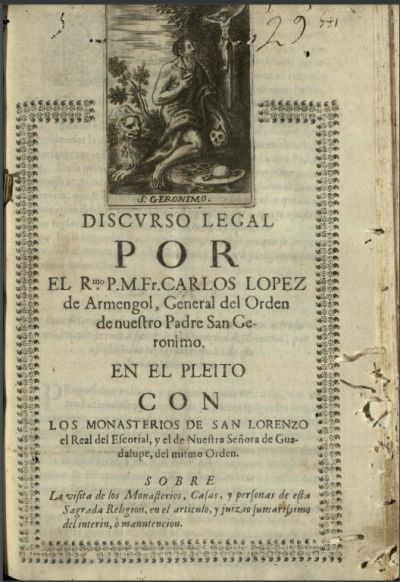 29
741
S. GERONIMO.
DISCVRSO LEGAL
POR
EL Rmo P.M.Fr.CARLOS LOPEZ
de Armengol, General del Orden
de nueſtro Padre San Ge-
ronimo.
EN EL PLEITO
CON
LOS MONASTERIOS DE SAN LORENZO
el Real del Eſcorial, y el de Nueſtra Señora de Gua-
dalupe, del miſmo Orden.
SOBRE
La viſita de los Monaſterios, Caſas, y perſonas de eſta
Sagrada Religion, en el articulo, y juizio ſumariſsimo
del interin, ò manutencion.